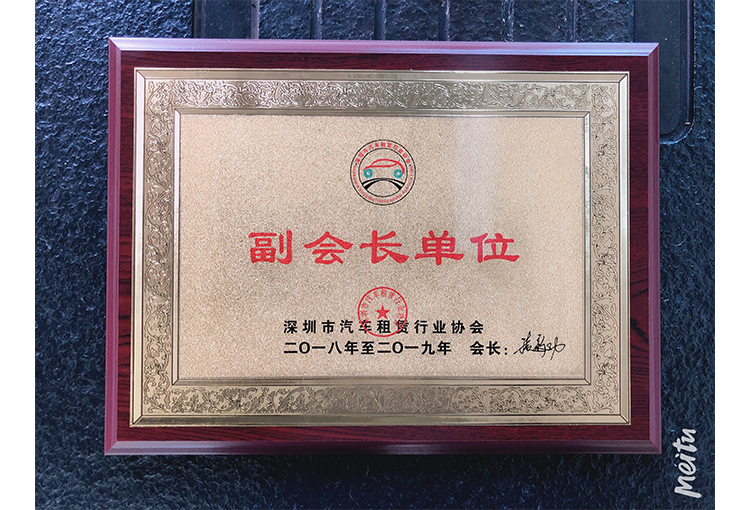 副会长单位
深圳市汽车租赁行业协会
二〇一八年至二〇一九年 会长：
meitu